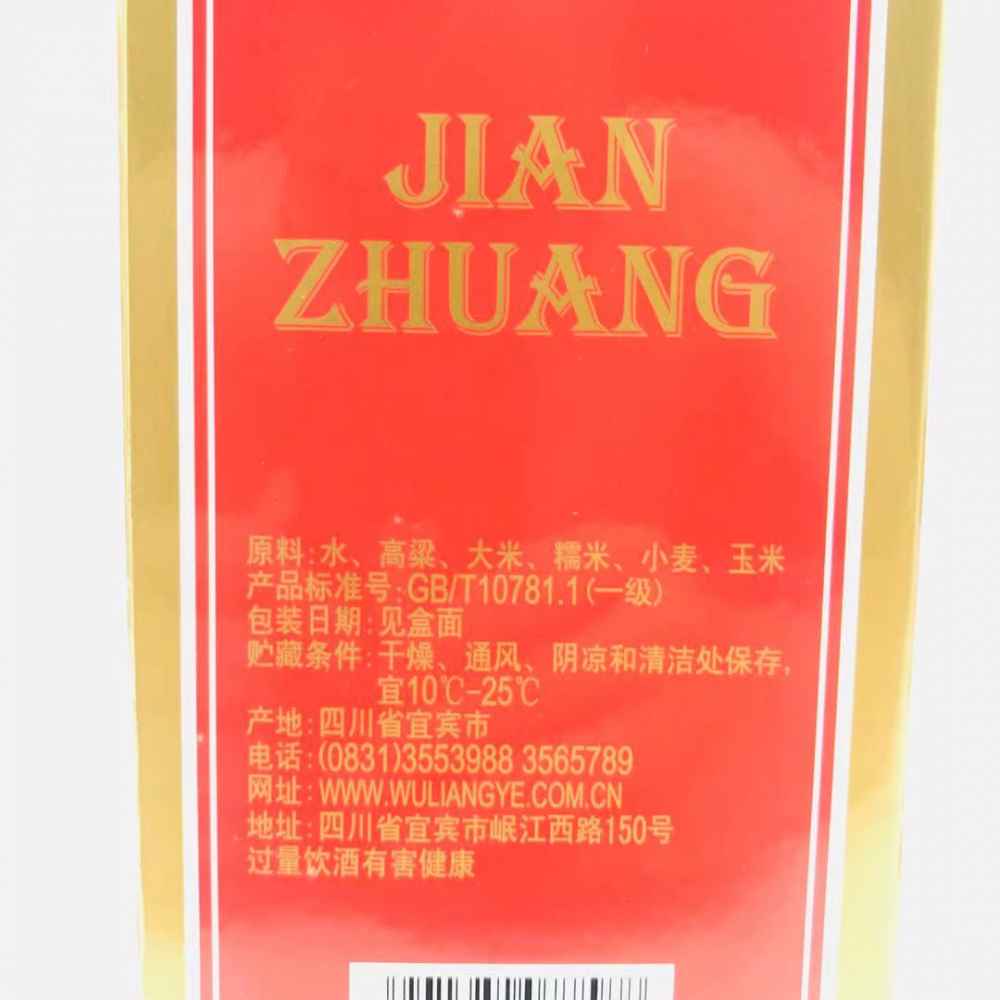 JIAN
ZHUANG
原料:水、高粱、大米、糯米、小麦、玉米
产品标准号:GB/T10781.1(一级)
包装日期:见盒面
贮藏条件:干燥、通风、阴凉和清洁处保存,
宜10℃-25℃
产地:四川省宜宾市
电话:(0831)3553988 3565789
网址:WWW.WULIANGYE.COM.CN
地址:四川省宜宾市岷江西路150号
过量饮酒有害健康